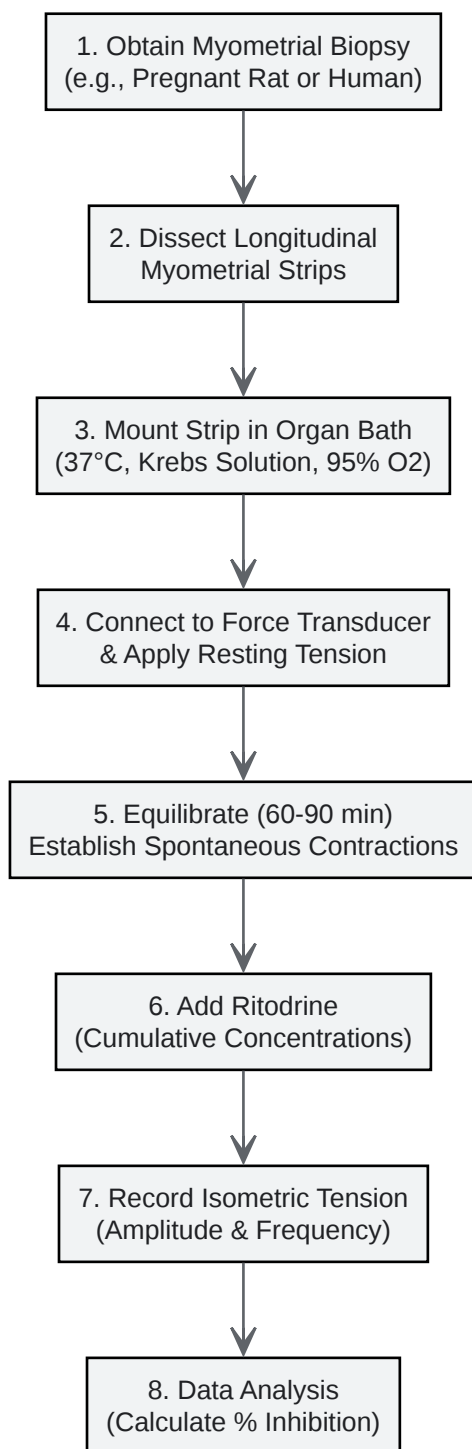 1. Obtain Myometrial Biopsy
(e.g., Pregnant Rat or Human)
2. Dissect Longitudinal
Myometrial Strips
3. Mount Strip in Organ Bath
(37°C, Krebs Solution, 95% O2)
4. Connect to Force Transducer
& Apply Resting Tension
5. Equilibrate (60-90 min)
Establish Spontaneous Contractions
6. Add Ritodrine
(Cumulative Concentrations)
7. Record Isometric Tension
(Amplitude & Frequency)
8. Data Analysis
(Calculate % Inhibition)